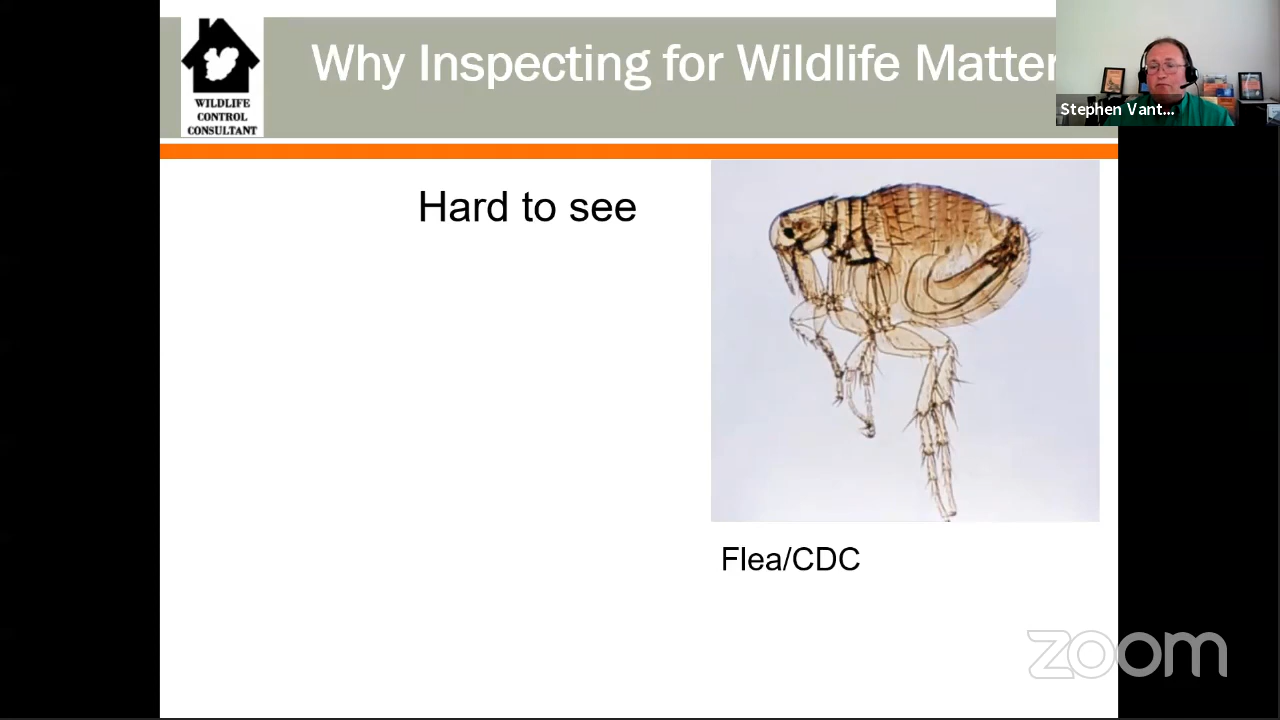 Why Inspecting for Wildlife Matter
WILDLIFE
CONTROL
CONSULTANT
Stephen Vant...
Hard to see
Flea/CDC
zoom